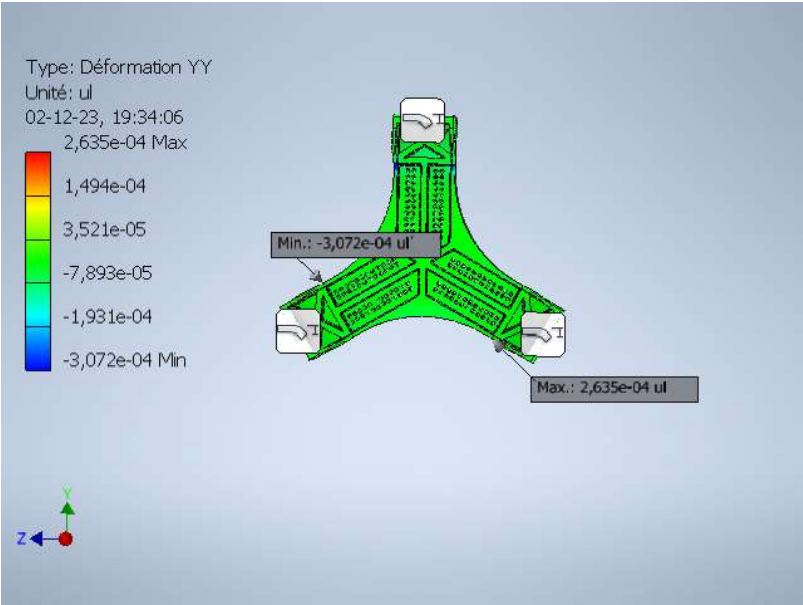 Type: Déformation YY
Unité: ul
02-12-23, 19:34:06
2,635e-04 Max
1,494e-04
3,521e-05
-7,893e-05
-1,931e-04
-3,072e-04 Min
Min.: -3,072e-04 ul
Max.: 2,635e-04 ul
Y
Z